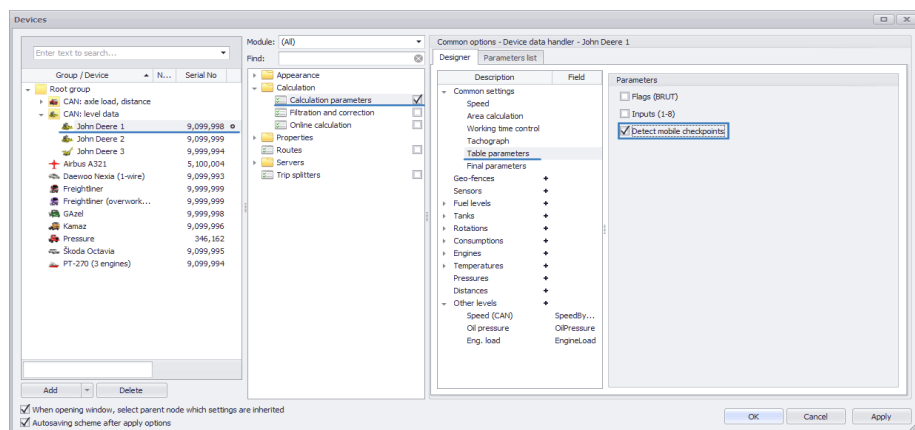 Devices
Enter text to search...
Group / Device N... Serial No
Root group
CAN: axle load, distance
CAN: level data
John Deere 1 9,099,998
John Deere 2 9,099,999
John Deere 3 9,999,994
Airbus A321 5,100,004
Daewoo Nexia (1-wire) 9,099,993
Freightliner 9,999,999
Freightliner (overwork... 9,999,999
GAzel 9,999,998
Kamaz 9,099,996
Pressure 346,162
Škoda Octavia 9,099,995
PT-270 (3 engines) 9,099,994
Add Delete
When opening window, select parent node which settings are inherited
Autosaving scheme after apply options
Module: (All)
Find:
Appearance
Calculation
Calculation parameters
Filtration and correction
Online calculation
Properties
Routes
Servers
Trip splitters
Common options - Device data handler - John Deere 1
Designer Parameters list
Description Field
Common settings
Speed
Area calculation
Working time control
Tachograph
Table parameters
Final parameters
Geo-fences +
Sensors +
Fuel levels +
Tanks +
Rotations +
Consumptions +
Engines +
Temperatures +
Pressures +
Distances +
Other levels +
Speed (CAN) SpeedBy...
Oil pressure OilPressure
Eng. load EngineLoad
Parameters
Flags (BRUT)
Inputs (1-8)
Detect mobile checkpoints
OK Cancel Apply